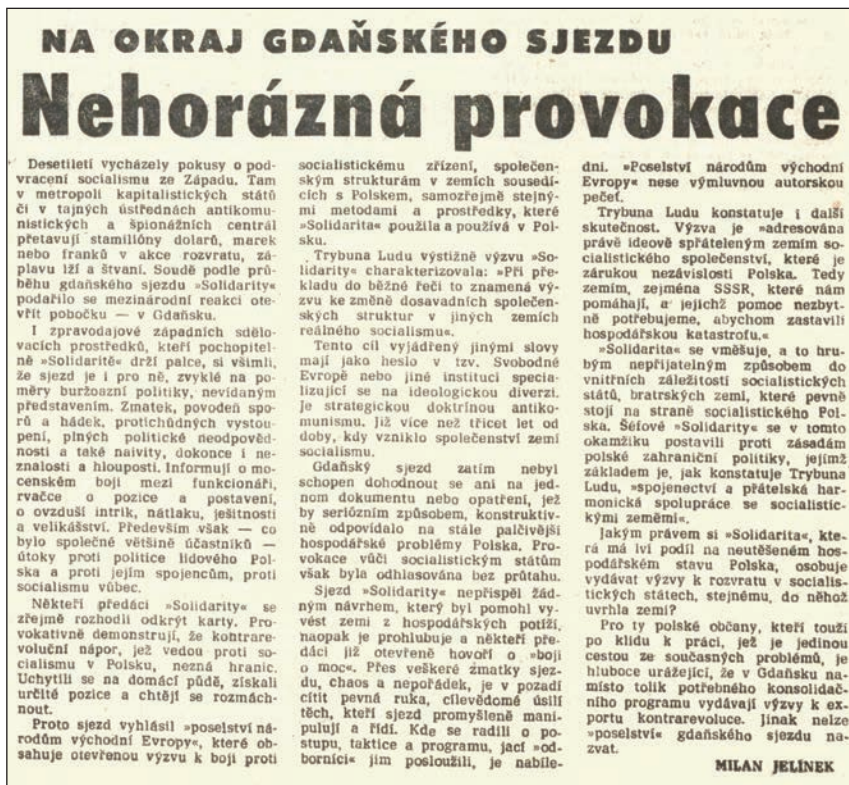 NA OKRAJ GDAŇSKÉHO SJEZDU
Nehorázná provokace
Desetiletí vycházely pokusy o pod-
vracení socialismu ze Západu. Tam
v metropoli kapitalistických států
či v tajných ústřednách antikomu-
nistických a špionážních centrál
přetavují stamilióny dolarů, marek
nebo franků v akce rozvratu, zá-
plavu lží a štvaní. Soudě podle prů-
běhu gdaňského sjezdu »Solidarity«
podařilo se mezinárodní reakci ote-
vřít pobočku — v Gdaňsku.
I zpravodajové západních sdělo-
vacích prostředků, kteří pochopitel-
ně »Solidaritě« drží palce, si všimli,
že sjezd je i pro ně, zvyklé na po-
měry buržoazní politiky, nevídaným
představením. Zmatek, povodeň spo-
rů a hádek, protichůdných vystou-
pení, plných politické neodpověd-
nosti a také naivity, dokonce i ne-
znalosti a hlouposti. Informují o mo-
cenském boji mezi funkcionáři,
rvačce o pozice a postavení,
o ovzduší intrik, nátlaku, ješitnosti
a velikášství. Především však — co
bylo společné většině účastníků —
útoky proti politice lidového Pol-
ska a proti jejím spojencům, proti
socialismu vůbec.
Někteří předáci »Solidarity« se
zřejmě rozhodli odkrýt karty. Pro-
vokativně demonstrují, že kontrare-
voluční nápor, jež vedou proti so-
cialismu v Polsku, nezná hranic.
Uchytili se na domácí půdě, získali
určité pozice a chtějí se rozmách-
nout.
Proto sjezd vyhlásil »poselství ná-
rodům východní Evropy«, které ob-
sahuje otevřenou výzvu k boji proti
socialistickému zřízení, společen-
ským strukturám v zemích sousedí-
cích s Polskem, samozřejmě stejný-
mi metodami a prostředky, které
»Solidarita« použila a používá v Pol-
sku.
Trybuna Ludu výstižně výzvu »So-
lidarity« charakterizovala: »Při pře-
kladu do běžné řeči to znamená vý-
zvu ke změně dosavadních společen-
ských struktur v jiných zemích
reálného socialismu«.
Tento cíl vyjádřený jinými slovy
mají jako heslo v tzv. Svobodné
Evropě nebo jiné instituci specia-
lizující se na ideologickou diverzi.
Je strategickou doktrínou antiko-
munismu. Již více než třicet let od
doby, kdy vzniklo společenství zemí
socialismu.
Gdaňský sjezd zatím nebyl
schopen dohodnout se ani na jed-
nom dokumentu nebo opatření, jež
by seriózním způsobem, konstruktiv-
ně odpovídalo na stále palčivější
hospodářské problémy Polska. Pro-
vokace vůči socialistickým státům
však byla odhlasována bez průtahu.
Sjezd »Solidarity« nepřispěl žád-
ným návrhem, který by pomohl vy-
vést zemi z hospodářských potíží,
naopak je prohlubuje a někteří pře-
dáci již otevřeně hovoří o »boji
o moc«. Přes veškeré zmatky sjez-
du, chaos a nepořádek, je v pozadí
cítit pevná ruka, cílevědomé úsilí
těch, kteří sjezd promyšleně mani-
pulují a řídí. Kde se radili o po-
stupu, taktice a programu, jací »od-
borníci« jim posloužili, je nabíle-
dni. »Poselství národům východní
Evropy« nese výmluvnou autorskou
pečeť.
Trybuna Ludu konstatuje i další
skutečnost. Výzva je »adresována
právě ideově spřáteleným zemím so-
cialistického společenství, které je
zárukou nezávislosti Polska. Tedy
zemím, zejména SSSR, které nám
pomáhají, a jejichž pomoc nezbyt-
ně potřebujeme, abychom zastavili
hospodářskou katastrofu.«
»Solidarita« se vměšuje, a to hru-
bým nepřijatelným způsobem do
vnitřních záležitostí socialistických
států, bratrských zemí, které pevně
stojí na straně socialistického Pol-
ska. Šéfové »Solidarity« se v tomto
okamžiku postavili proti zásadám
polské zahraniční politiky, jejímž
základem je, jak konstatuje Trybuna
Ludu, »spojenectví a přátelská har-
monická spolupráce se socialistic-
kými zeměmi«.
Jakým právem si »Solidarita«, kte-
rá má lví podíl na neutěšeném hos-
podářském stavu Polska, osobuje
vydávat výzvy k rozvratu v socialis-
tických státech, stejnému, do něhož
uvrhla zemi?
Pro ty polské občany, kteří touží
po klidu k práci, jež je jedinou
cestou ze současných problémů, je
hluboce urážející, že v Gdaňsku na-
místo tolik potřebného konsolidač-
ního programu vydávají výzvy k ex-
portu kontrarevoluce. Jinak nelze
»poselství« gdaňského sjezdu na-
zvat.
MILAN JELÍNEK